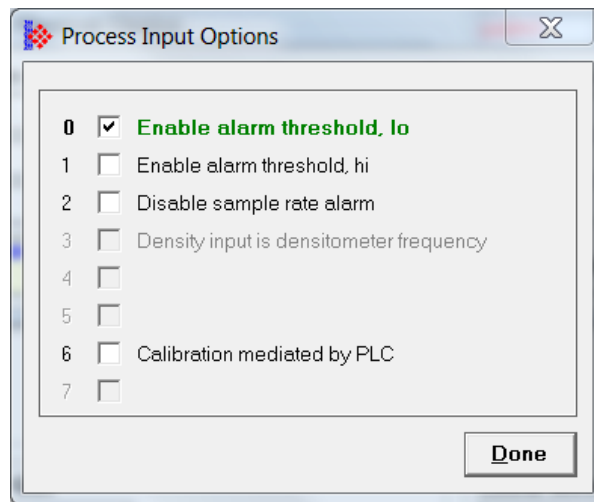 Process Input Options
0 Enable alarm threshold, lo
1 Enable alarm threshold, hi
2 Disable sample rate alarm
3 Density input is densitometer frequency
4
5
6 Calibration mediated by PLC
7
Done